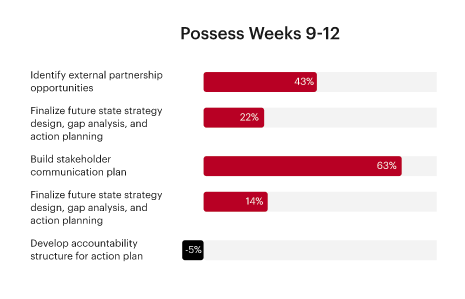 Possess Weeks 9-12
Identify external partnership
opportunities
43%
Finalize future state strategy
design, gap analysis, and
action planning
22%
Build stakeholder
communication plan
63%
Finalize future state strategy
design, gap analysis, and
action planning
14%
Develop accountability
structure for action plan
-5%